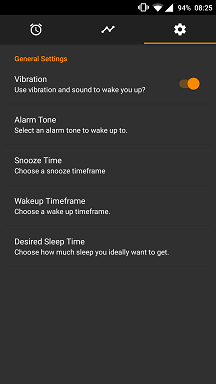 94% 08:25
General Settings
Vibration
Use vibration and sound to wake you up?
Alarm Tone
Select an alarm tone to wake up to.
Snooze Time
Choose a snooze timeframe
Wakeup Timeframe
Choose a wake up timeframe.
Desired Sleep Time
Choose how much sleep you ideally want to get.